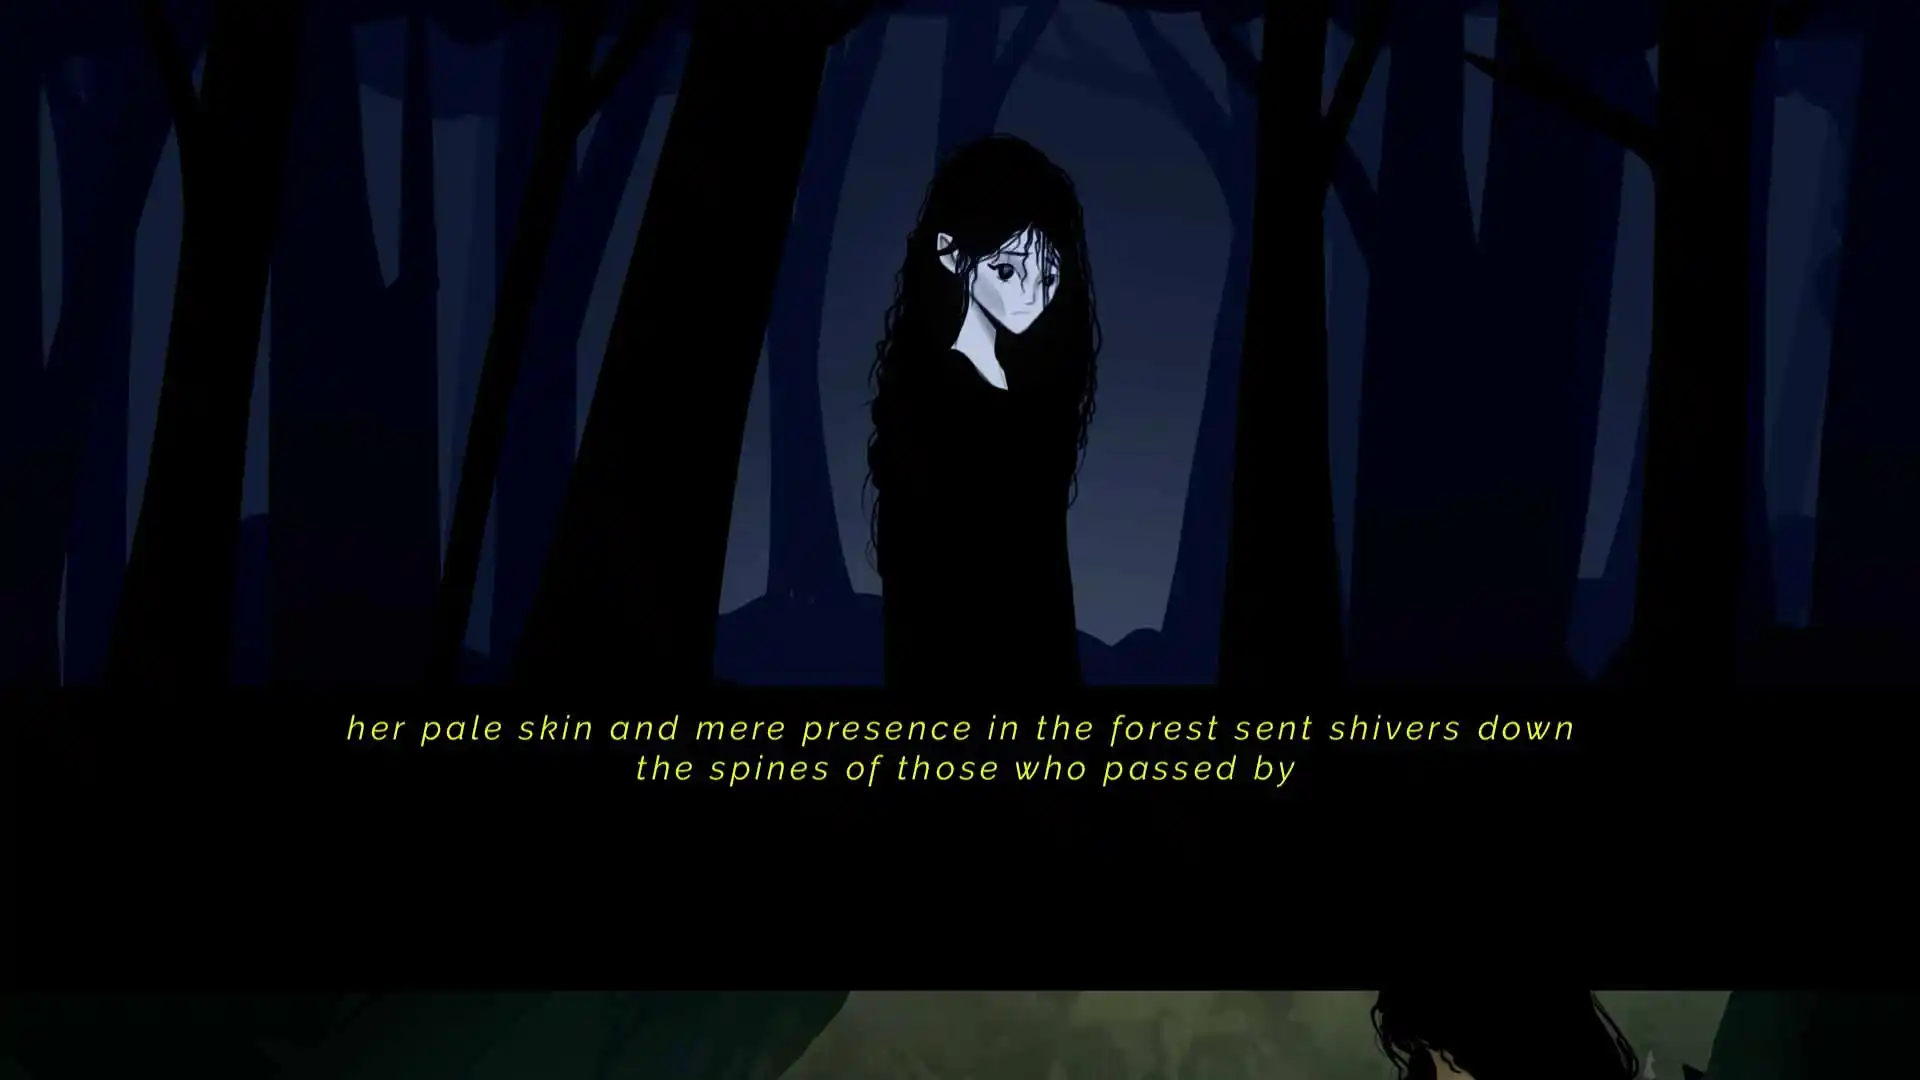 her pale skin and mere presence in the forest sent shivers down
the spines of those who passed by